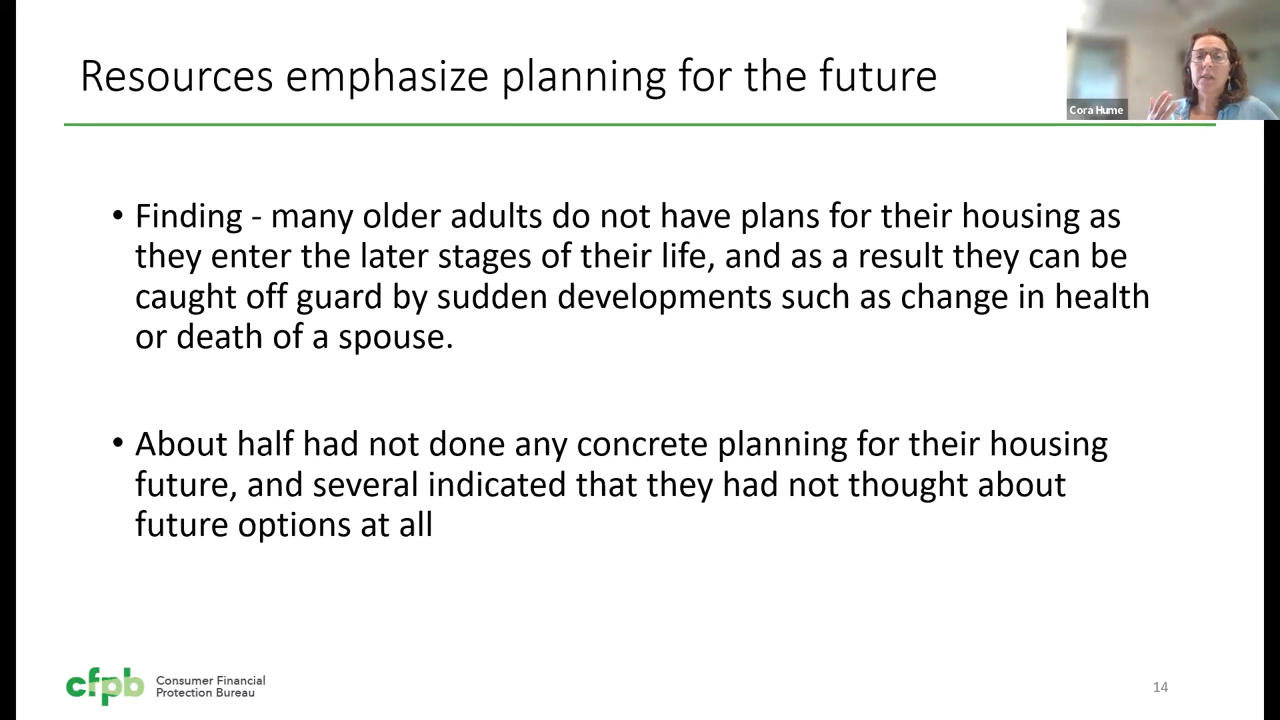 Resources emphasize planning for the future
Cora Hume
• Finding - many older adults do not have plans for their housing as
they enter the later stages of their life, and as a result they can be
caught off guard by sudden developments such as change in health
or death of a spouse.
• About half had not done any concrete planning for their housing
future, and several indicated that they had not thought about
future options at all
cfpb
Consumer Financial
Protection Bureau
14